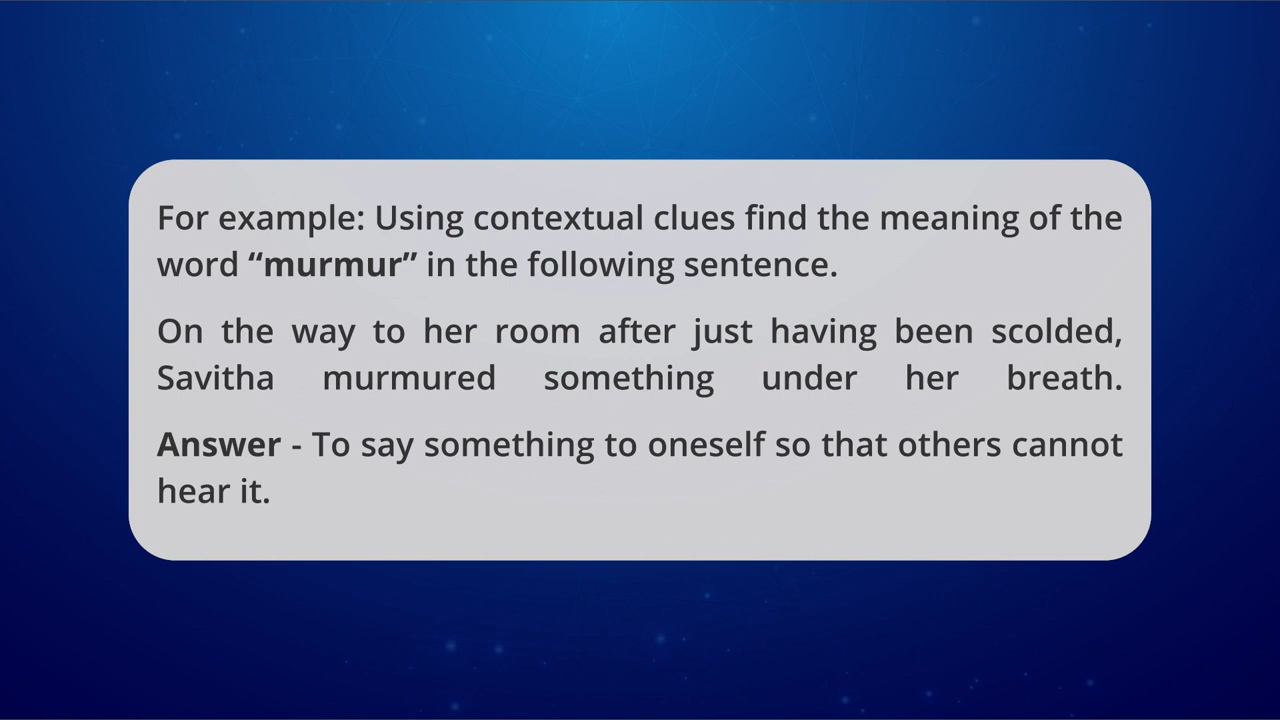 For example: Using contextual clues find the meaning of the
word “murmur” in the following sentence.
On the way to her room after just having been scolded,
Savitha murmured something under her breath.
Answer - To say something to oneself so that others cannot
hear it.